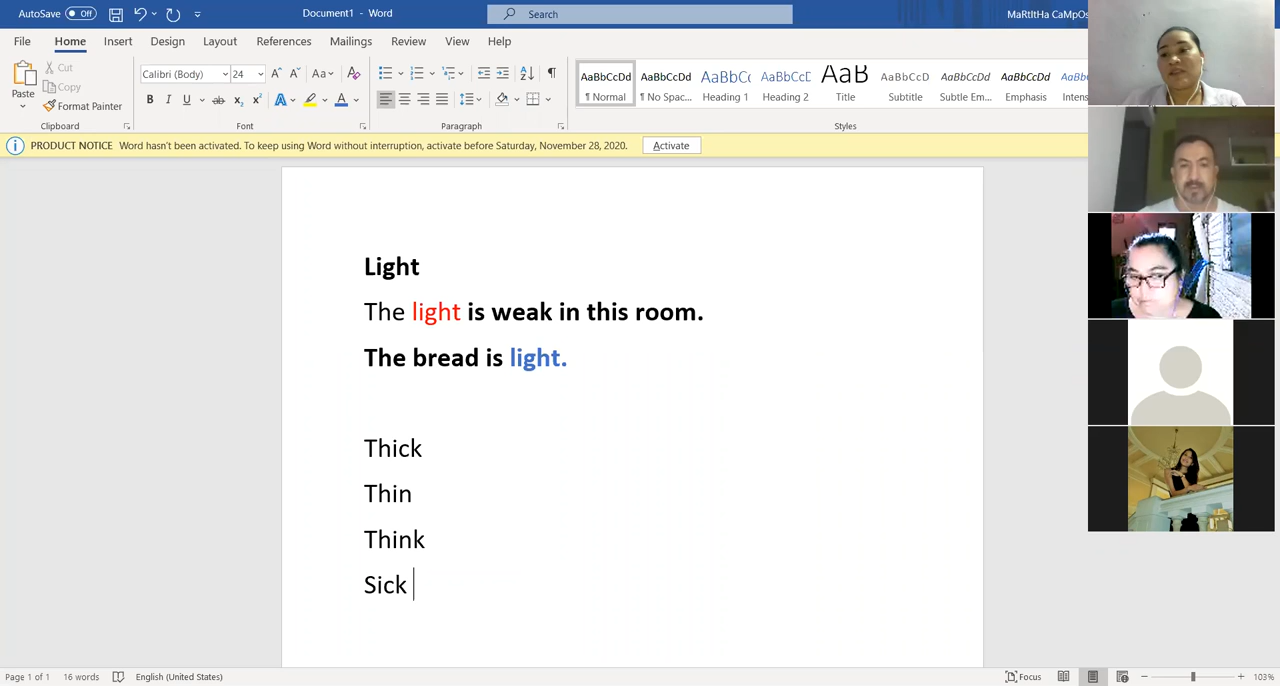 AutoSave Off Document1 - Word Search MaRtItHa CaMpOs
File Home Insert Design Layout References Mailings Review View Help
Paste Cut Copy Format Painter
Calibri (Body) 24
AaBbCcDd AaBbCcDd AaBbCc AaBbCcE AaB AaBbCcD AaBbCcDd AaBbCcDd AaBb
¶ Normal ¶ No Spac... Heading 1 Heading 2 Title Subtitle Subtle Em... Emphasis Intens
Clipboard Font Paragraph Styles
PRODUCT NOTICE Word hasn't been activated. To keep using Word without interruption, activate before Saturday, November 28, 2020. Activate
Light
The light is weak in this room.
The bread is light.
Thick
Thin
Think
Sick
Page 1 of 1 16 words English (United States) Focus 103%